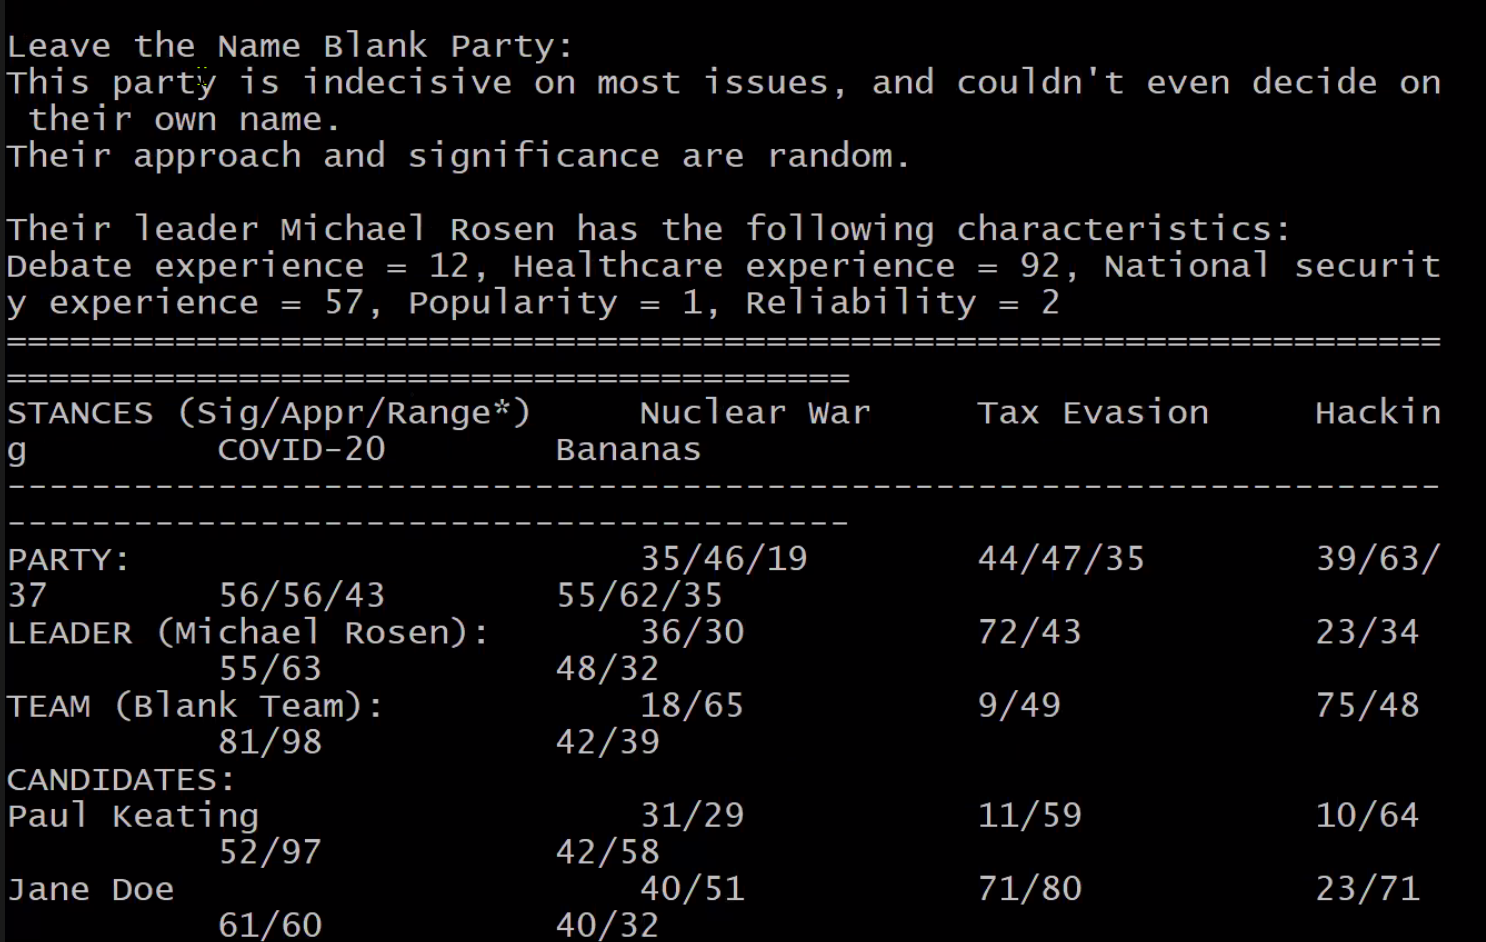 Leave the Name Blank Party:
This party is indecisive on most issues, and couldn't even decide on
 their own name.
Their approach and significance are random.

Their leader Michael Rosen has the following characteristics:
Debate experience = 12, Healthcare experience = 92, National securit
y experience = 57, Popularity = 1, Reliability = 2
====================================================================
========================================
STANCES (Sig/Appr/Range*)     Nuclear War     Tax Evasion     Hackin
g         COVID-20        Bananas
--------------------------------------------------------------------
----------------------------------------
PARTY:                        35/46/19        44/47/35        39/63/
37        56/56/43        55/62/35
LEADER (Michael Rosen):       36/30           72/43           23/34
          55/63           48/32
TEAM (Blank Team):            18/65           9/49            75/48
          81/98           42/39
CANDIDATES:
Paul Keating                  31/29           11/59           10/64
          52/97           42/58
Jane Doe                      40/51           71/80           23/71
          61/60           40/32